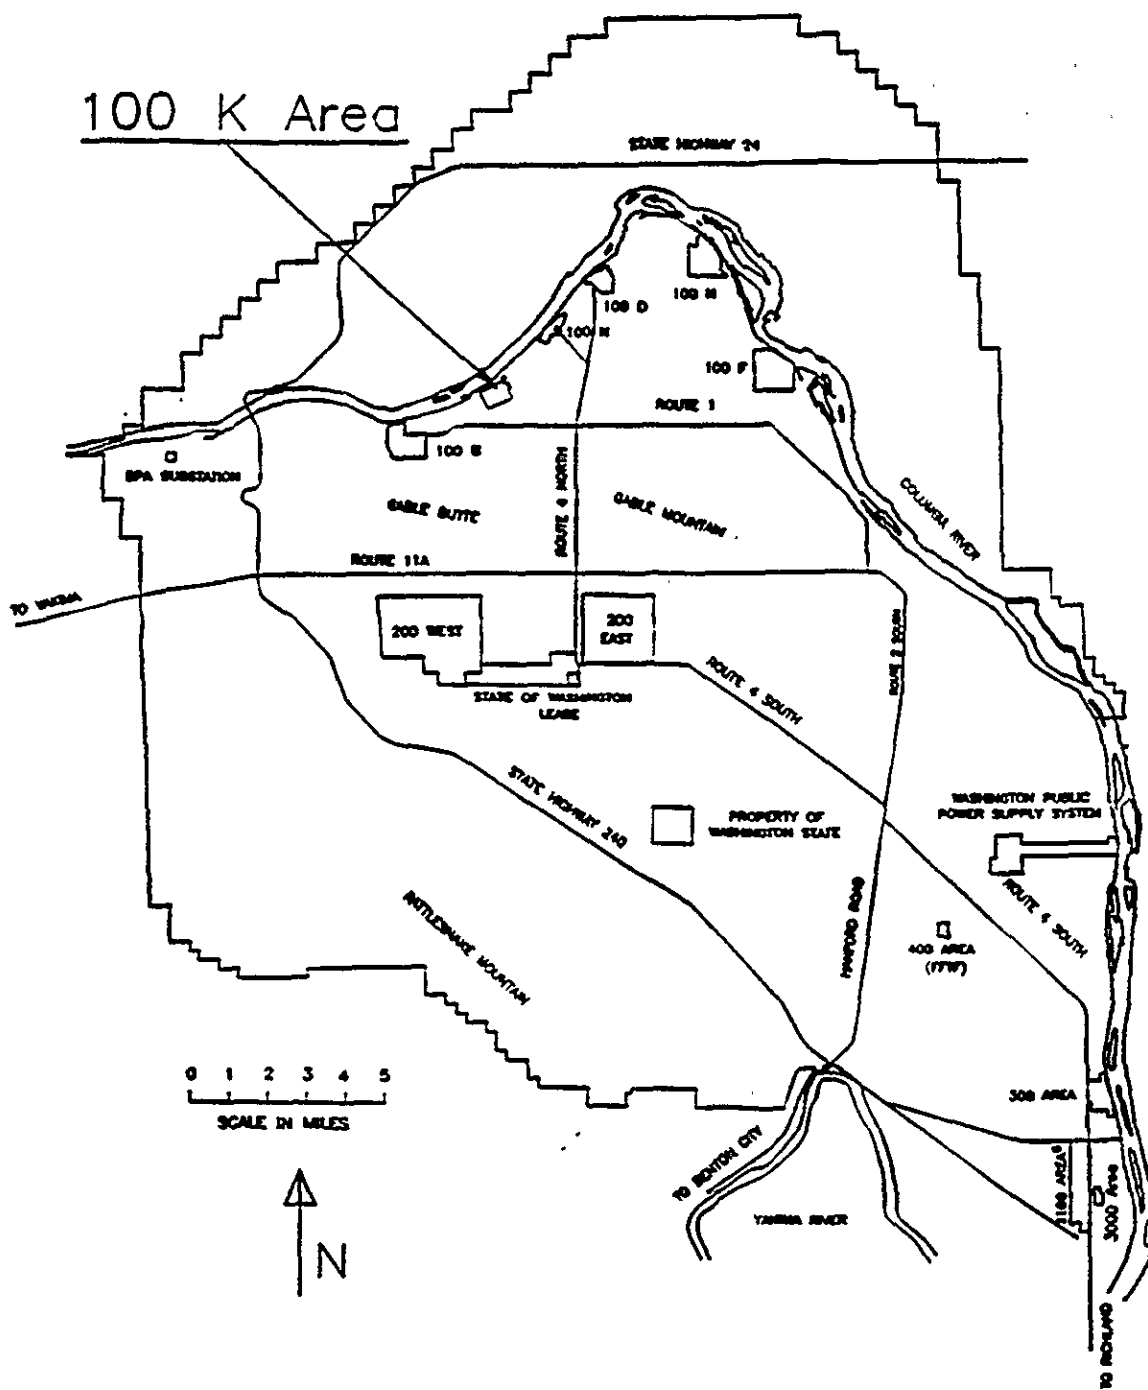 100 K Area
STATE HIGHWAY 24
100 H
100 D
100 N
100 F
ROUTE 1
100 B
BPA SUBSTATION
GABLE BUTTE
ROUTE 4 NORTH
GABLE MOUNTAIN
COLUMBIA RIVER
ROUTE 11A
TO YAKIMA
200 WEST
200
EAST
ROUTE 2 SOUTH
STATE OF WASHINGTON
LEASE
ROUTE 4 SOUTH
STATE HIGHWAY 240
PROPERTY OF
WASHINGTON STATE
WASHINGTON PUBLIC
POWER SUPPLY SYSTEM
ROUTE 4 SOUTH
RATTLESNAKE MOUNTAIN
HANFORD ROAD
400 AREA
(FFTF)
0 1 2 3 4 5
SCALE IN MILES
300 AREA
TO BENTON CITY
YAKIMA RIVER
1100 AREA
3000 Area
N
TO RICHLAND